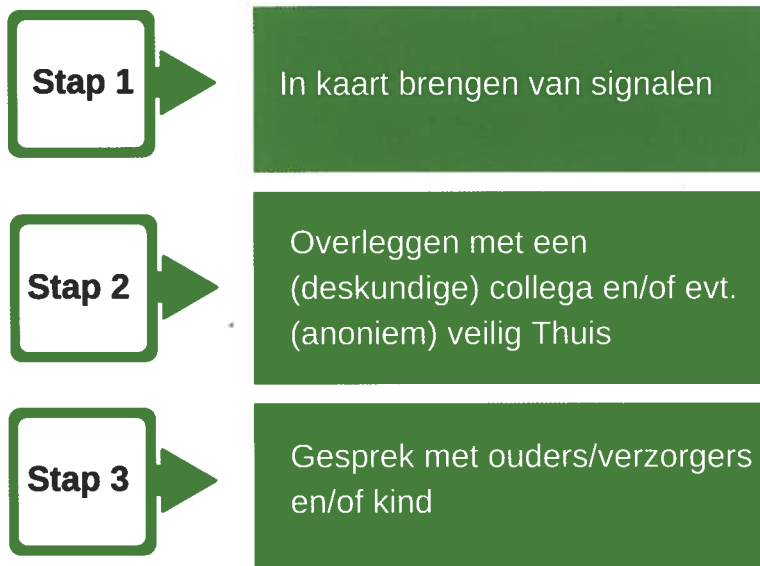 Stap 1
In kaart brengen van signalen
Stap 2
Overleggen met een
(deskundige) collega en/of evt.
(anoniem) veilig Thuis
Stap 3
Gesprek met ouders/verzorgers
en/of kind